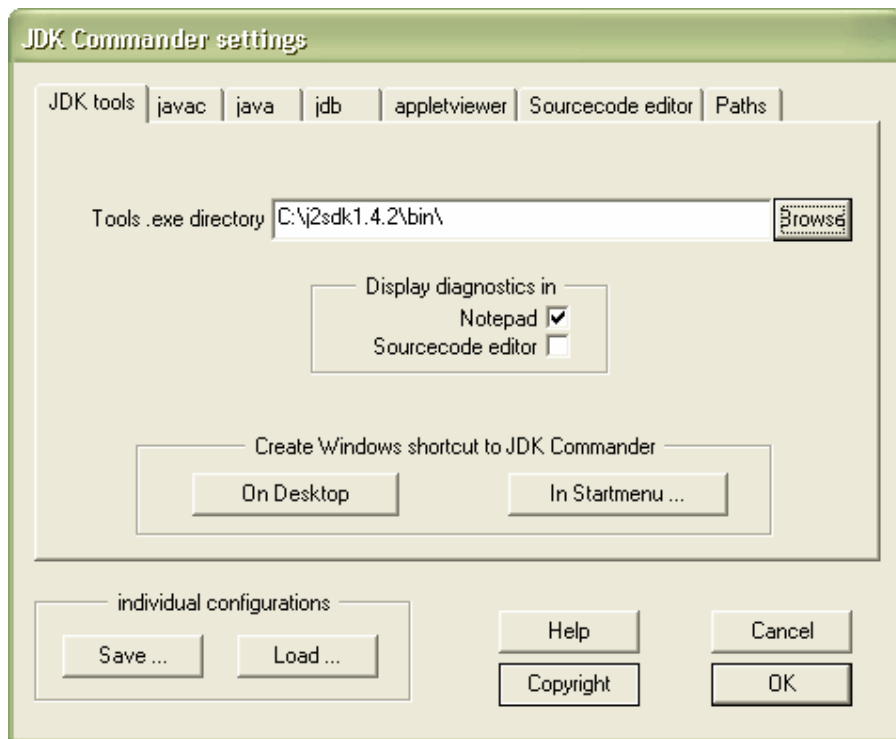 JDK Commander settings
JDK tools javac java jdb appletviewer Sourcecode editor Paths
Tools .exe directory C:\j2sdk1.4.2\bin\ Browse
Display diagnostics in
Notepad
Sourcecode editor
Create Windows shortcut to JDK Commander
On Desktop In Startmenu ...
individual configurations
Save ... Load ...
Help Cancel
Copyright OK